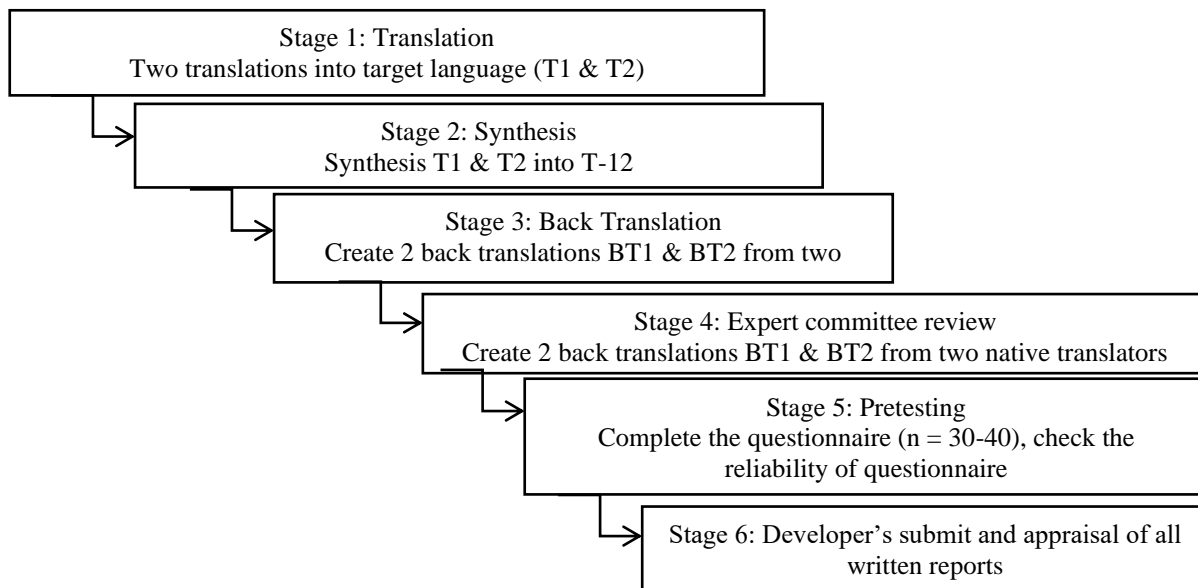 Stage 1: Translation
Two translations into target language (T1 & T2)
Stage 2: Synthesis
Synthesis T1 & T2 into T-12
Stage 3: Back Translation
Create 2 back translations BT1 & BT2 from two
Stage 4: Expert committee review
Create 2 back translations BT1 & BT2 from two native translators
Stage 5: Pretesting
Complete the questionnaire (n = 30-40), check the
reliability of questionnaire
Stage 6: Developer’s submit and appraisal of all
written reports